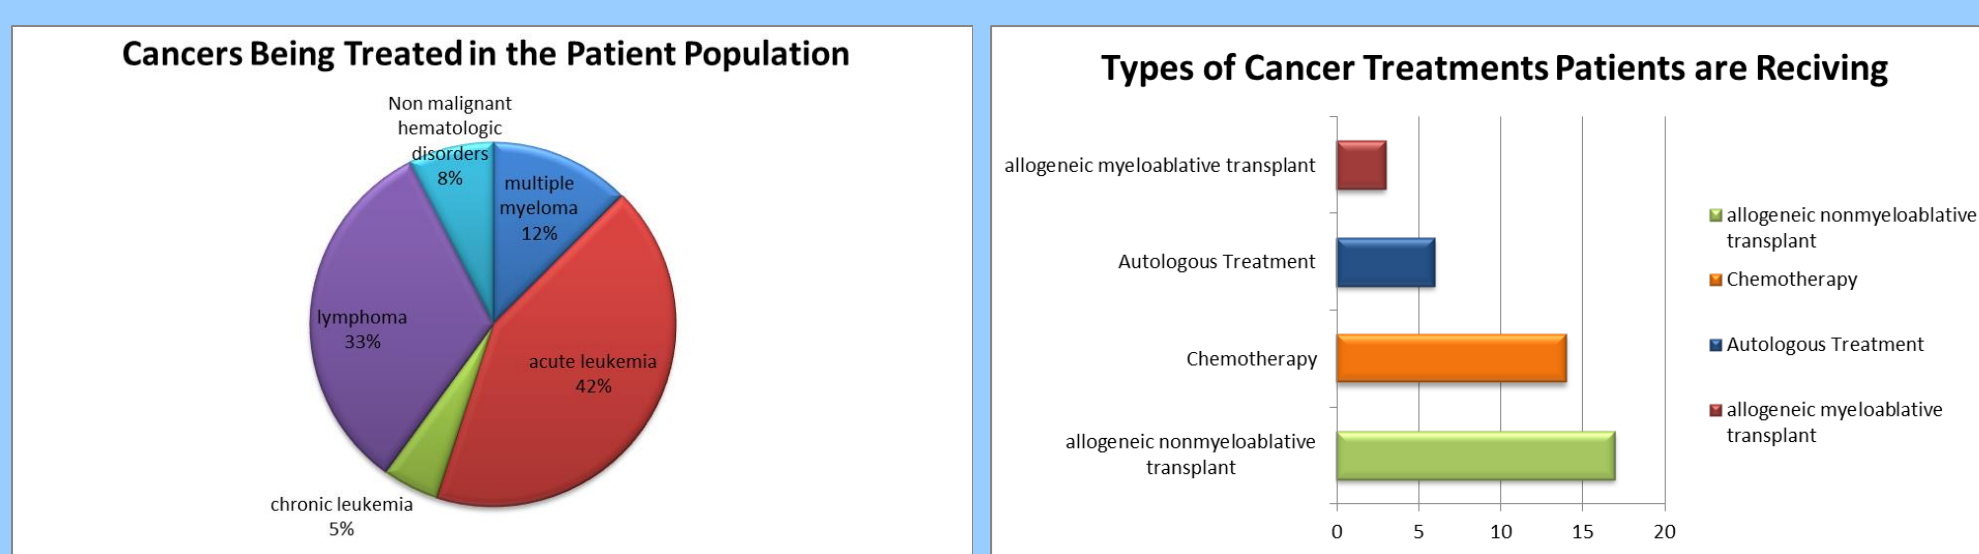 Cancers Being Treated in the Patient Population
Non malignant
hematologic
disorders
8%
multiple
myeloma
12%
lymphoma
33%
acute leukemia
42%
chronic leukemia
5%
Types of Cancer Treatments Patients are Reciving
allogeneic myeloablative transplant
Autologous Treatment
Chemotherapy
allogeneic nonmyeloablative
transplant
0 5 10 15 20
allogeneic nonmyeloablative
transplant
Chemotherapy
Autologous Treatment
allogeneic myeloablative
transplant